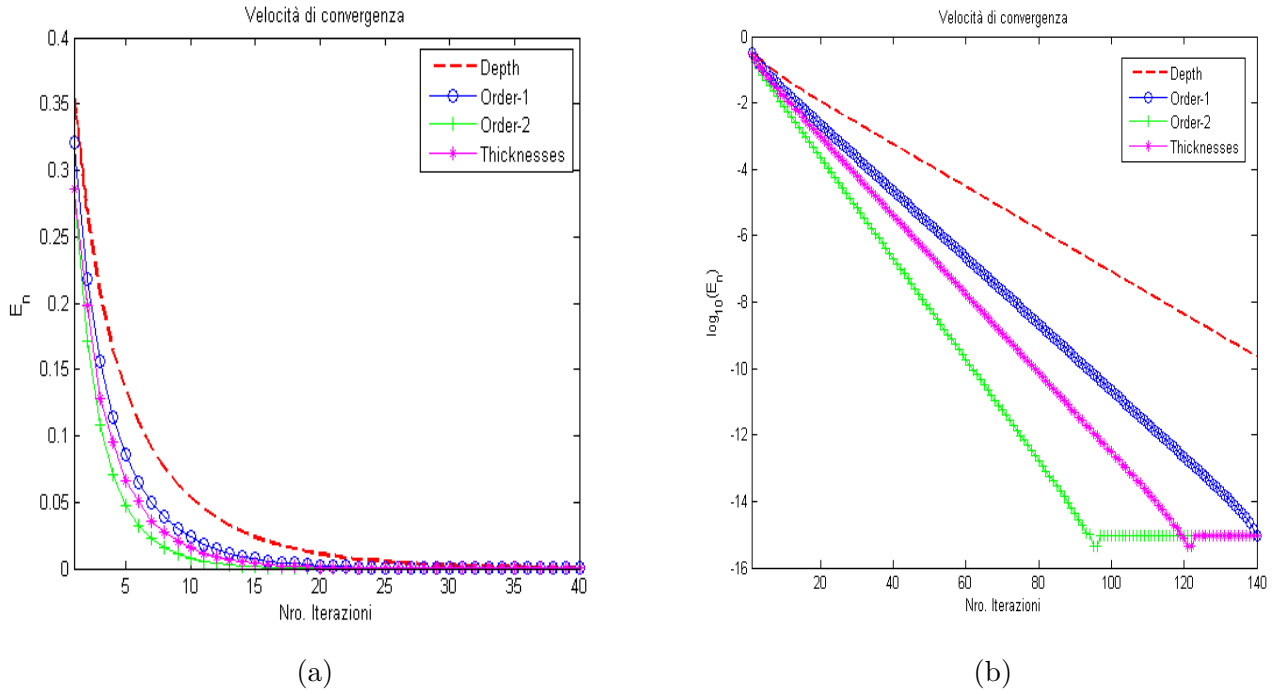 Velocità di convergenza
0.4
0.35
0.3
0.25
0.2
0.15
0.1
0.05
0
E_n
Depth
Order-1
Order-2
Thicknesses
5 10 15 20 25 30 35 40
Nro. Iterazioni
(a)
Velocità di convergenza
0
-2
-4
-6
-8
-10
-12
-14
-16
log_10(E_n)
Depth
Order-1
Order-2
Thicknesses
20 40 60 80 100 120 140
Nro. Iterazioni
(b)